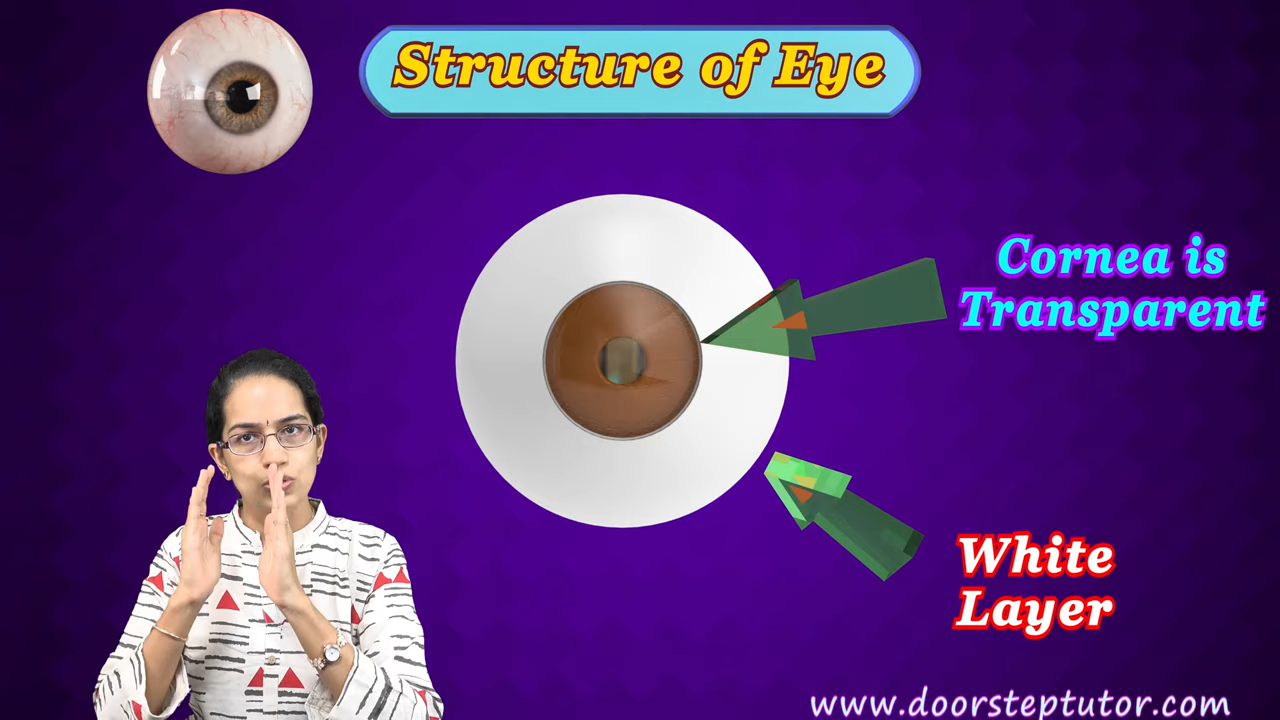 Structure of Eye
Cornea is
Transparent
White
Layer
www.doorsteptutor.com